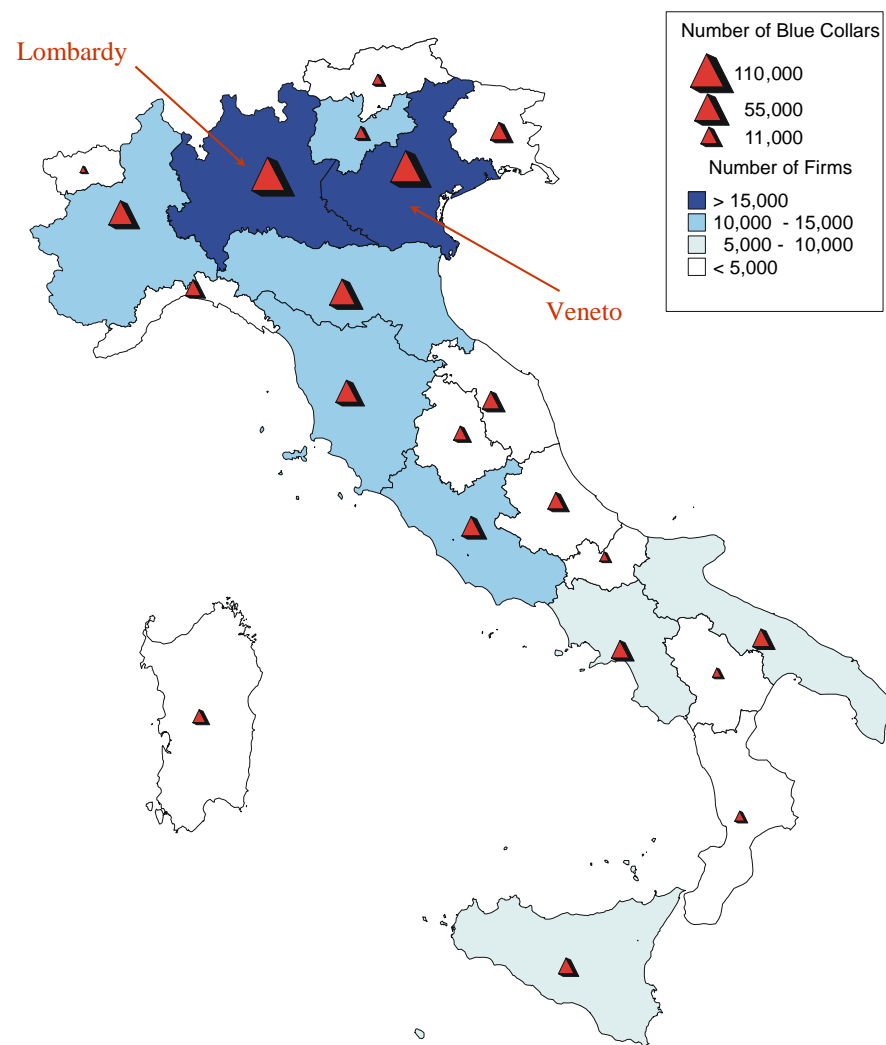 Lombardy
Veneto
Number of Blue Collars
110,000
55,000
11,000
Number of Firms
> 15,000
10,000 - 15,000
5,000 - 10,000
< 5,000